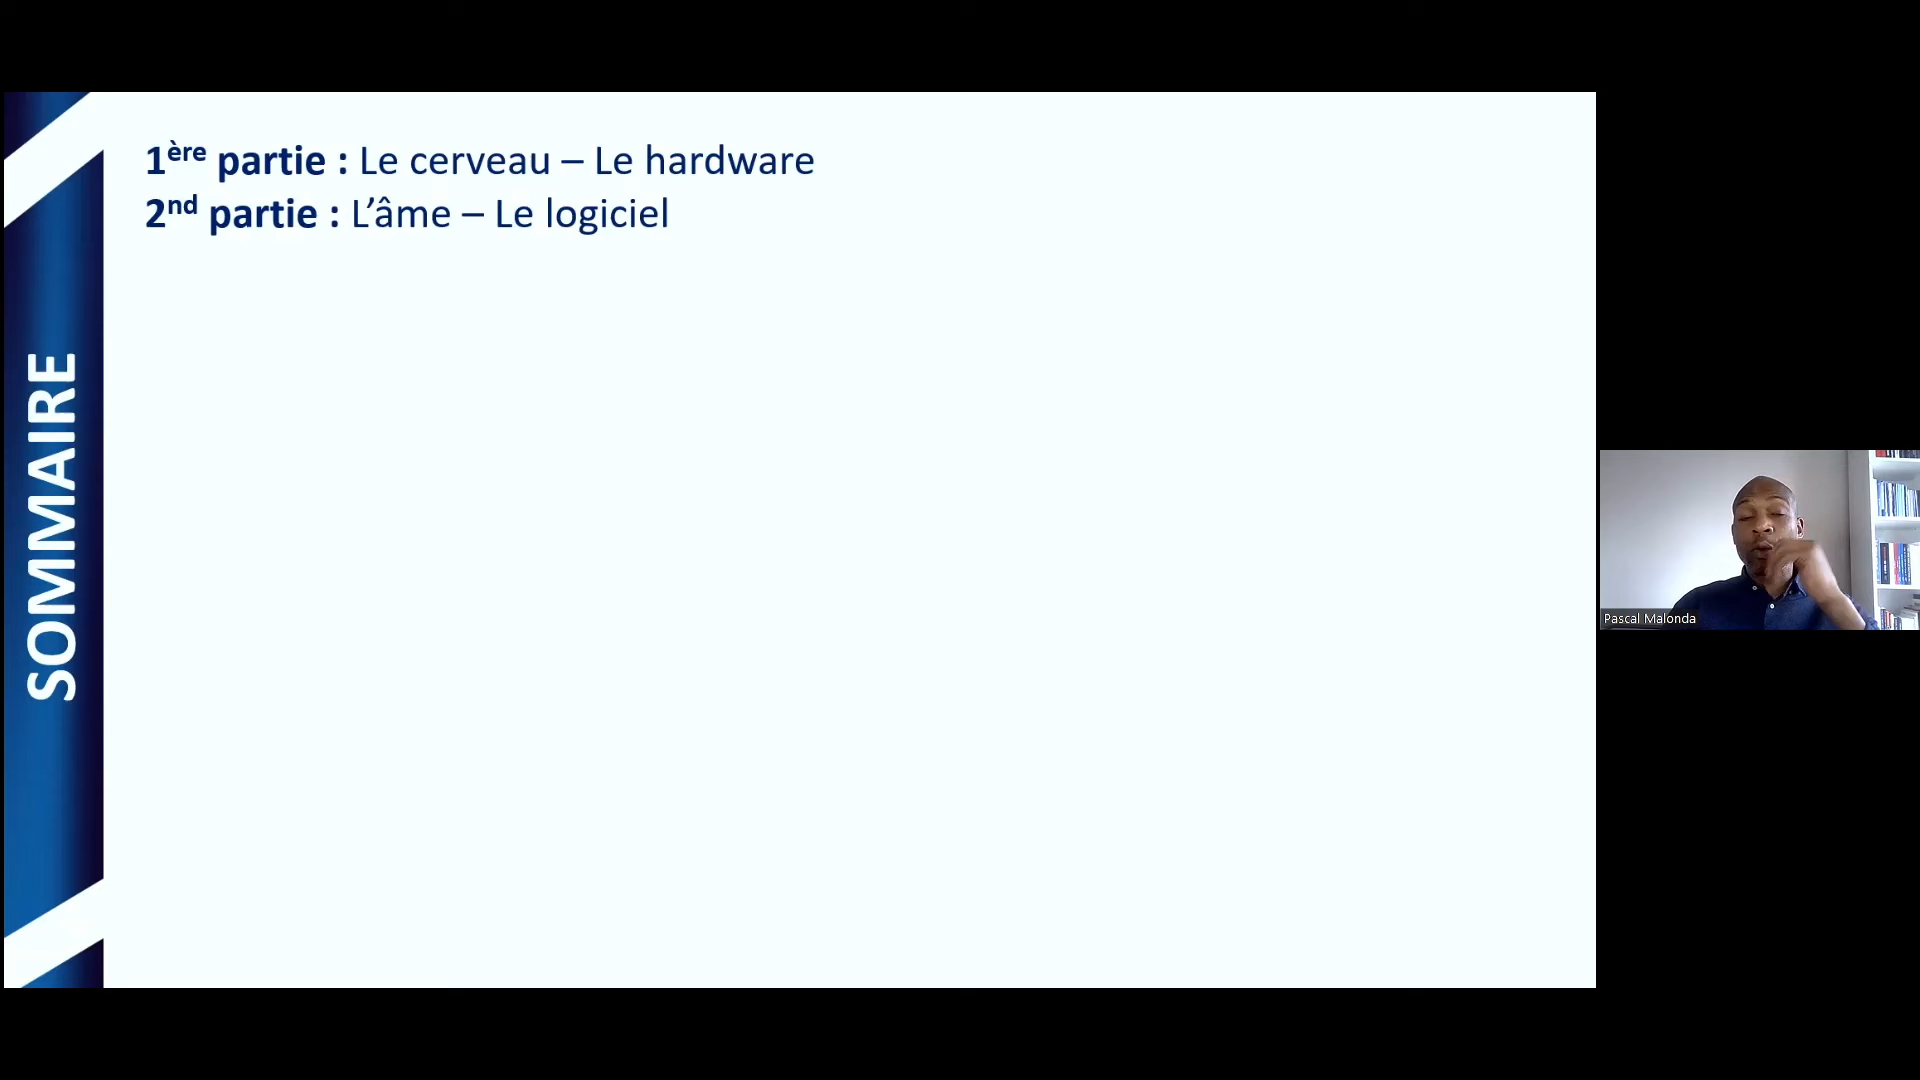 1ère partie : Le cerveau – Le hardware
2nd partie : L’âme – Le logiciel
SOMMAIRE
Pascal Malonda